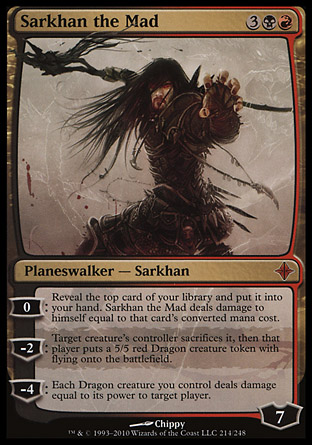 Sarkhan the Mad 3
Planeswalker — Sarkhan
0: Reveal the top card of your library and put it into
your hand. Sarkhan the Mad deals damage to
himself equal to that card's converted mana cost.
-2: Target creature's controller sacrifices it, then that
player puts a 5/5 red Dragon creature token with
flying onto the battlefield.
-4: Each Dragon creature you control deals damage
equal to its power to target player.
7
Chippy
™ & © 1993–2010 Wizards of the Coast LLC 214/248